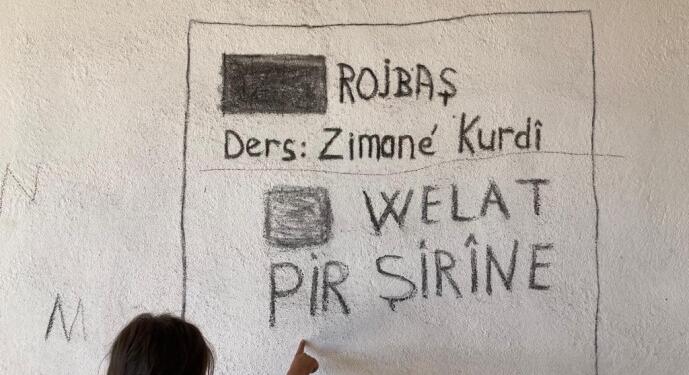 N
ROJBAŞ
Ders: Zimané Kurdî
WELAT
PİR ŞİRÎNE
M